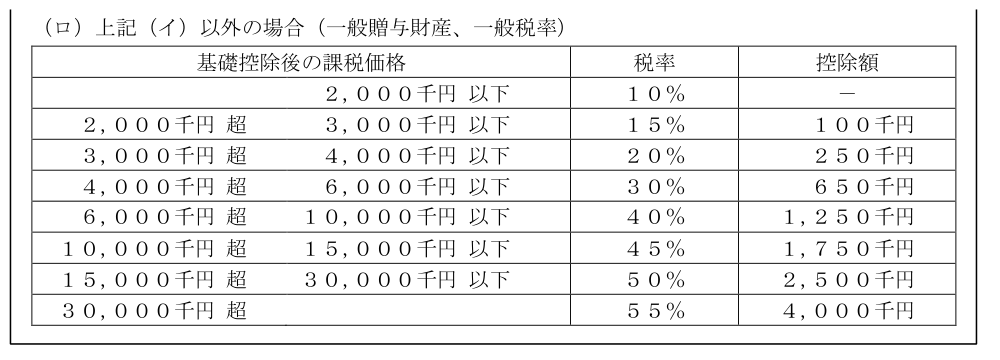 （ロ）上記（イ）以外の場合（一般贈与財産、一般税率）
基礎控除後の課税価格 税率 控除額
２,０００千円 以下 １０％ －
２,０００千円 超 ３,０００千円 以下 １５％ １００千円
３,０００千円 超 ４,０００千円 以下 ２０％ ２５０千円
４,０００千円 超 ６,０００千円 以下 ３０％ ６５０千円
６,０００千円 超 １０,０００千円 以下 ４０％ １,２５０千円
１０,０００千円 超 １５,０００千円 以下 ４５％ １,７５０千円
１５,０００千円 超 ３０,０００千円 以下 ５０％ ２,５００千円
３０,０００千円 超 ５５％ ４,０００千円